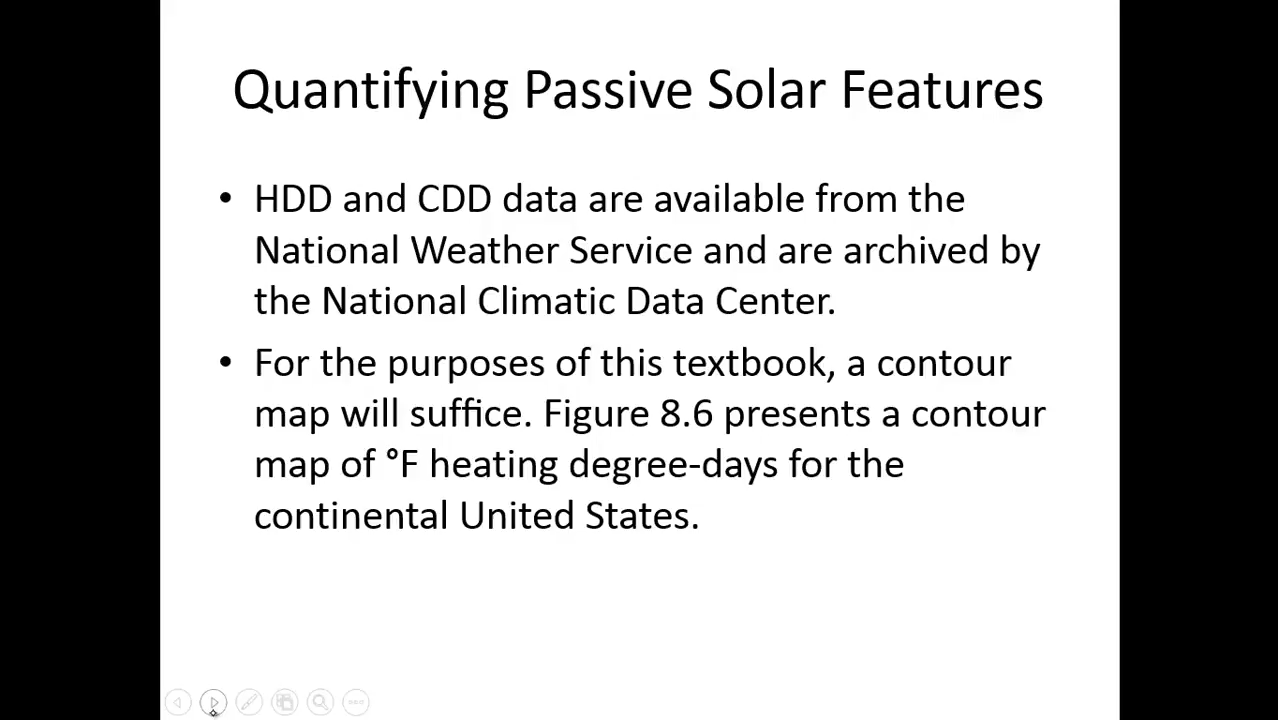 Quantifying Passive Solar Features
• HDD and CDD data are available from the
National Weather Service and are archived by
the National Climatic Data Center.
• For the purposes of this textbook, a contour
map will suffice. Figure 8.6 presents a contour
map of °F heating degree-days for the
continental United States.